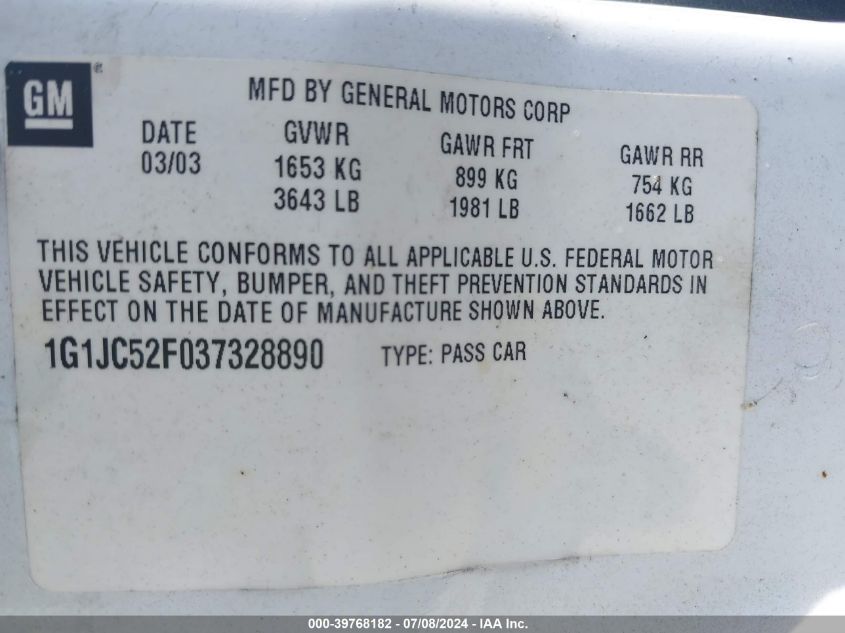 GM®
MFD BY GENERAL MOTORS CORP
DATE GVWR GAWR FRT GAWR RR
03/03 1653 KG 899 KG 754 KG
3643 LB 1981 LB 1662 LB
THIS VEHICLE CONFORMS TO ALL APPLICABLE U.S. FEDERAL MOTOR
VEHICLE SAFETY, BUMPER, AND THEFT PREVENTION STANDARDS IN
EFFECT ON THE DATE OF MANUFACTURE SHOWN ABOVE.
1G1JC52F037328890 TYPE: PASS CAR
000-39768182 - 07/08/2024 - IAA Inc.